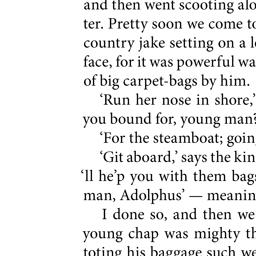 and then went scooting alo
ter. Pretty soon we come to
country jake setting on a l
face, for it was powerful wa
of big carpet-bags by him.
'Run her nose in shore,'
you bound for, young man?
'For the steamboat; goin
'Git aboard,' says the kin
'll he'p you with them bags
man, Adolphus' — meanin
I done so, and then we
young chap was mighty th
toting his baggage such we